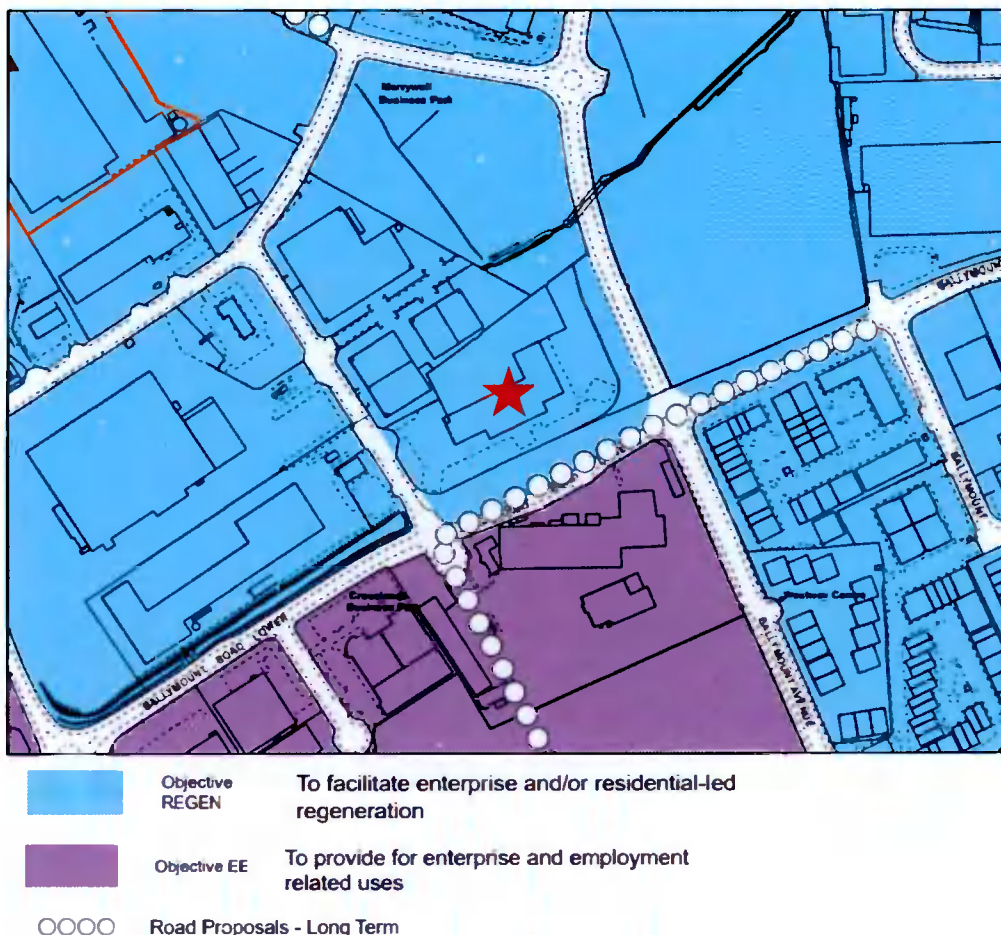 Merrywell
Business Park
BALLYMOUNT
BALLYMOUNT
Business Park
BALLYMOUNT ROAD LOWER
BALLYMOUNT AVENUE
Objective
REGEN
To facilitate enterprise and/or residential-led
regeneration
Objective EE
To provide for enterprise and employment
related uses
Road Proposals - Long Term